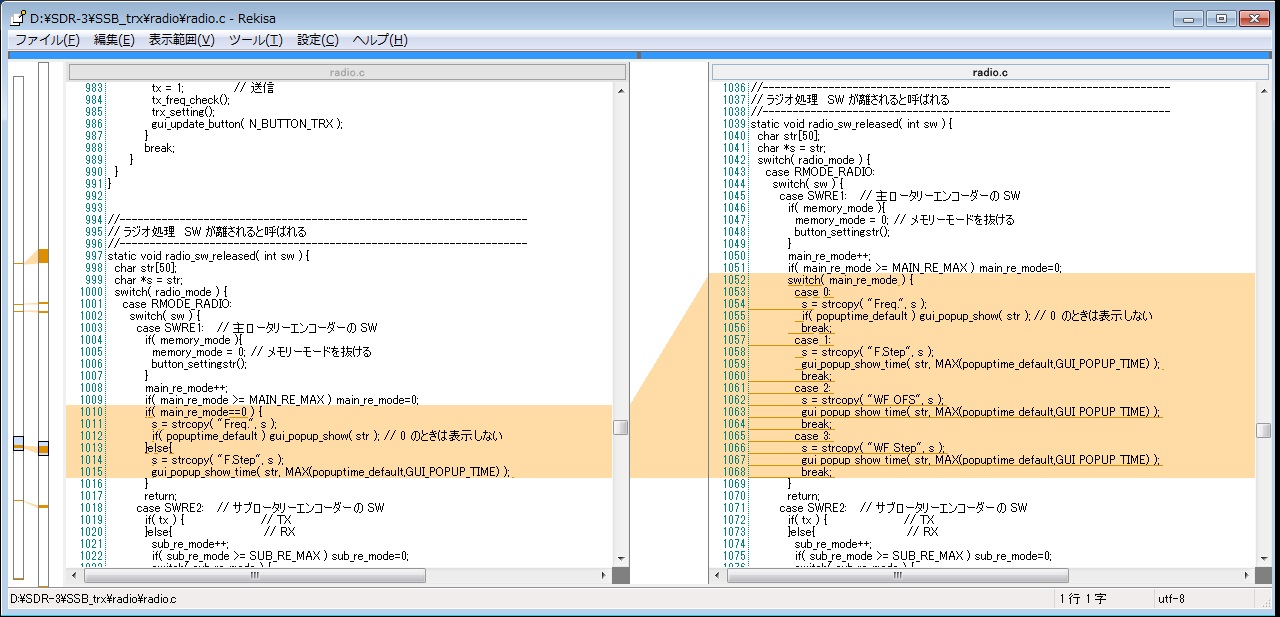 D:¥SDR-3¥SSB_trx¥radio¥radio.c - Rekisa
ファイル(F) 編集(E) 表示範囲(V) ツール(T) 設定(C) ヘルプ(H)
radio.c
983 tx = 1; // 送信
984 tx_freq_check();
985 trx_setting();
986 gui_update_button( N_BUTTON_TRX );
987 }
988 break;
989 }
990 }
991 }
992
993
994 //--------------------------------------------------------------------
995 // ラジオ処理 SW が離されると呼ばれる
996 //--------------------------------------------------------------------
997 static void radio_sw_released( int sw ) {
998 char str[50];
999 char *s = str;
1000 switch( radio_mode ) {
1001 case RMODE_RADIO:
1002 switch( sw ) {
1003 case SWRE1: // 主ロータリーエンコーダーの SW
1004 if( memory_mode ){
1005 memory_mode = 0; // メモリーモードを抜ける
1006 button_settingstr();
1007 }
1008 main_re_mode++;
1009 if( main_re_mode >= MAIN_RE_MAX ) main_re_mode=0;
1010 if( main_re_mode==0 ) {
1011 s = strcopy( "Freq.", s );
1012 if( popuptime_default ) gui_popup_show( str ); // 0 のときは表示しない
1013 }else{
1014 s = strcopy( "F.Step", s );
1015 gui_popup_show_time( str, MAX(popuptime_default,GUI_POPUP_TIME) );
1016 }
1017 return;
1018 case SWRE2: // サブロータリーエンコーダーの SW
1019 if( tx ) { // TX
1020 }else{ // RX
1021 sub_re_mode++;
1022 if( sub_re_mode >= SUB_RE_MAX ) sub_re_mode=0;
radio.c
1036 //--------------------------------------------------------------------
1037 // ラジオ処理 SW が離されると呼ばれる
1038 //--------------------------------------------------------------------
1039 static void radio_sw_released( int sw ) {
1040 char str[50];
1041 char *s = str;
1042 switch( radio_mode ) {
1043 case RMODE_RADIO:
1044 switch( sw ) {
1045 case SWRE1: // 主ロータリーエンコーダーの SW
1046 if( memory_mode ){
1047 memory_mode = 0; // メモリーモードを抜ける
1048 button_settingstr();
1049 }
1050 main_re_mode++;
1051 if( main_re_mode >= MAIN_RE_MAX ) main_re_mode=0;
1052 switch( main_re_mode ) {
1053 case 0:
1054 s = strcopy( "Freq.", s );
1055 if( popuptime_default ) gui_popup_show( str ); // 0 のときは表示しない
1056 break;
1057 case 1:
1058 s = strcopy( "F.Step", s );
1059 gui_popup_show_time( str, MAX(popuptime_default,GUI_POPUP_TIME) );
1060 break;
1061 case 2:
1062 s = strcopy( "WF OFS", s );
1063 gui_popup_show_time( str, MAX(popuptime_default,GUI_POPUP_TIME) );
1064 break;
1065 case 3:
1066 s = strcopy( "WF Step", s );
1067 gui_popup_show_time( str, MAX(popuptime_default,GUI_POPUP_TIME) );
1068 break;
1069 }
1070 return;
1071 case SWRE2: // サブロータリーエンコーダーの SW
1072 if( tx ) { // TX
1073 }else{ // RX
1074 sub_re_mode++;
1075 if( sub_re_mode >= SUB_RE_MAX ) sub_re_mode=0;
D:¥SDR-3¥SSB_trx¥radio¥radio.c 1 行 1 字 utf-8